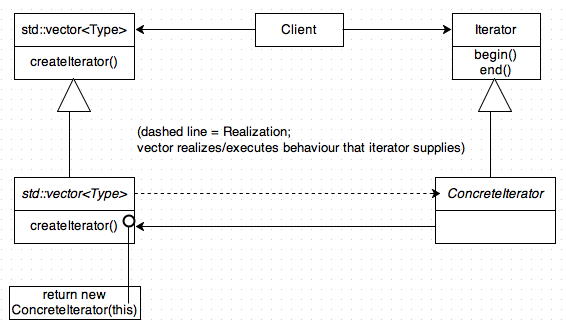 std::vector<Type>
createIterator()
Client
Iterator
begin()
end()
(dashed line = Realization;
vector realizes/executes behaviour that iterator supplies)
std::vector<Type>
createIterator()
ConcreteIterator
return new
ConcreteIterator(this)